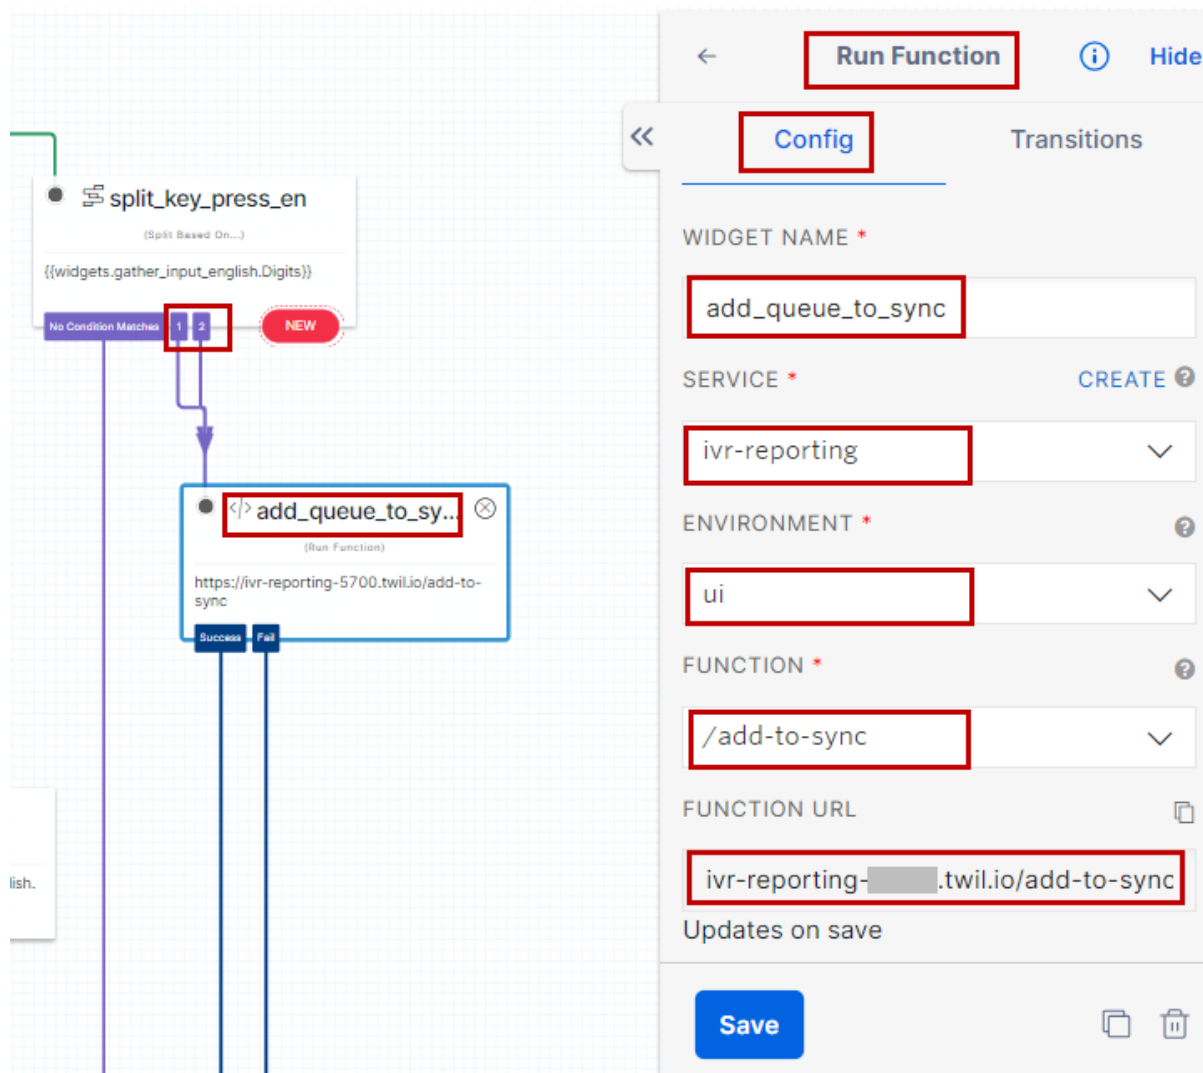 split_key_press_en
(Split Based On...)
{{widgets.gather_input_english.Digits}}
No Condition Matches 1 2 NEW
</> add_queue_to_sy...
(Run Function)
https://ivr-reporting-5700.twil.io/add-to-
sync
Success Fail
lish.
← Run Function Hide
Config Transitions
WIDGET NAME *
add_queue_to_sync
SERVICE * CREATE ?
ivr-reporting
ENVIRONMENT * ?
ui
FUNCTION * ?
/add-to-sync
FUNCTION URL
ivr-reporting- .twil.io/add-to-sync
Updates on save
Save